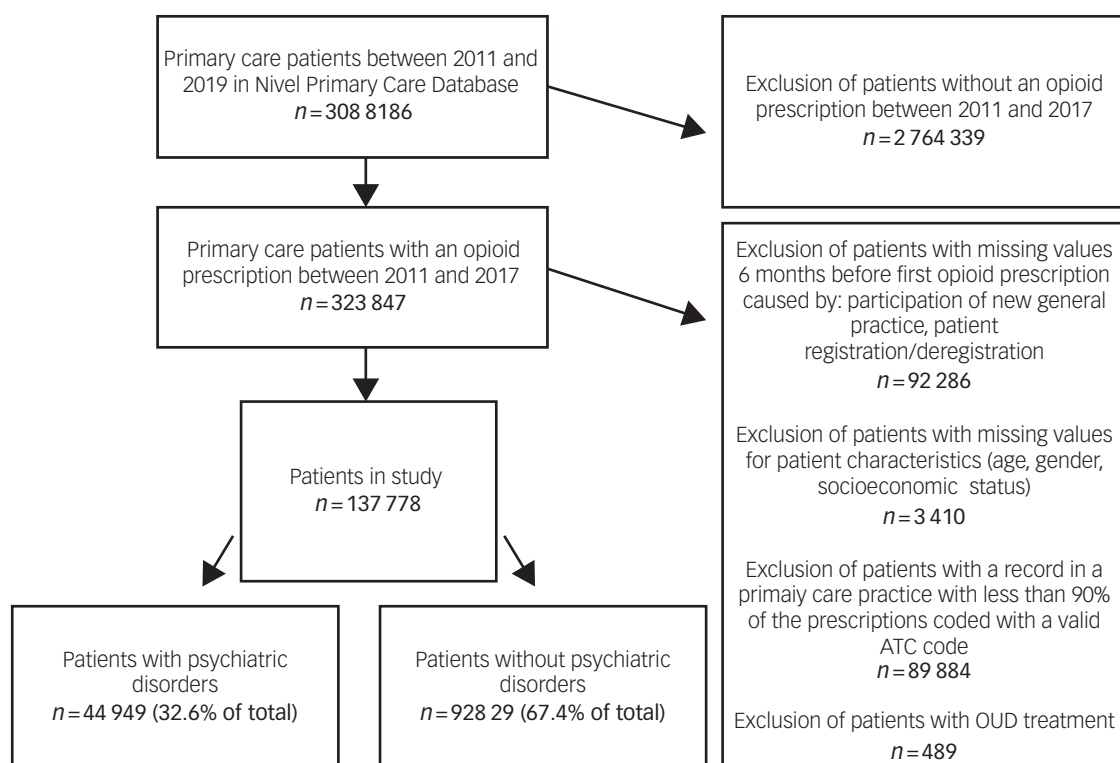 Primary care patients between 2011 and
2019 in Nivel Primary Care Database
n=308 8186
Exclusion of patients without an opioid
prescription between 2011 and 2017
n=2 764 339
Primary care patients with an opioid
prescription between 2011 and 2017
n=323 847
Exclusion of patients with missing values
6 months before first opioid prescription
caused by: participation of new general
practice, patient
registration/deregistration
n=92 286
Exclusion of patients with missing values
for patient characteristics (age, gender,
socioeconomic status)
n=3 410
Exclusion of patients with a record in a
primaiy care practice with less than 90%
of the prescriptions coded with a valid
ATC code
n=89 884
Exclusion of patients with OUD treatment
n=489
Patients in study
n=137 778
Patients with psychiatric
disorders
n=44 949 (32.6% of total)
Patients without psychiatric
disorders
n=928 29 (67.4% of total)